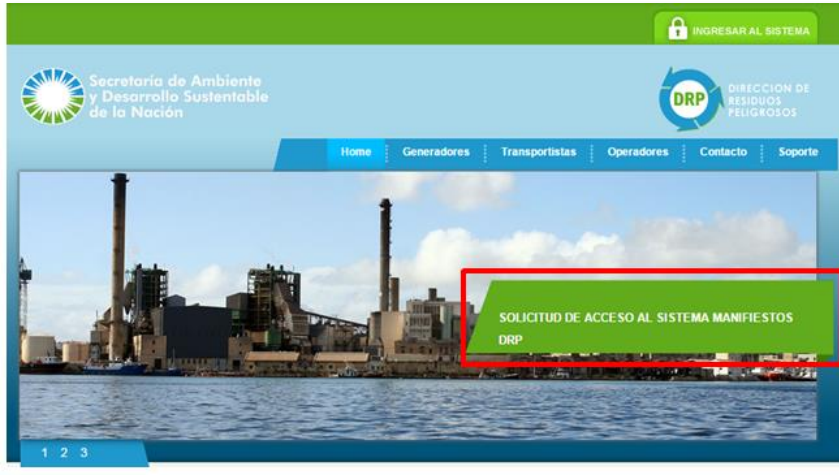 INGRESAR AL SISTEMA
Secretaría de Ambiente
y Desarrollo Sustentable
de la Nación
DRP
DIRECCION DE
RESIDUOS
PELIGROSOS
Home
Generadores
Transportistas
Operadores
Contacto
Soporte
SOLICITUD DE ACCESO AL SISTEMA MANIFIESTOS
DRP
1 2 3